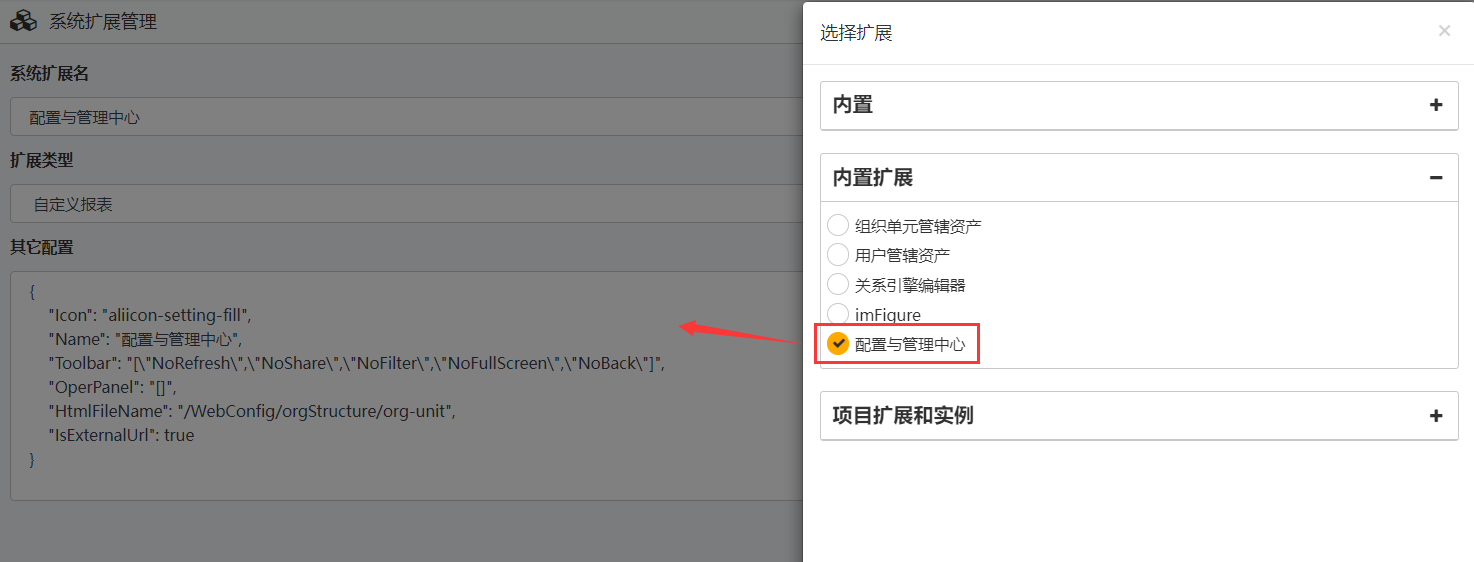 系统扩展管理
系统扩展名
配置与管理中心
扩展类型
自定义报表
其它配置
{
"Icon": "aliicon-setting-fill",
"Name": "配置与管理中心",
"Toolbar": "[\"NoRefresh\",\"NoShare\",\"NoFilter\",\"NoFullScreen\",\"NoBack\"]",
"OperPanel": "[]",
"HtmlFileName": "/WebConfig/orgStructure/org-unit",
"IsExternalUrl": true
}
选择扩展
×
内置
+
内置扩展
−
组织单元管辖资产
用户管辖资产
关系引擎编辑器
imFigure
配置与管理中心
项目扩展和实例
+